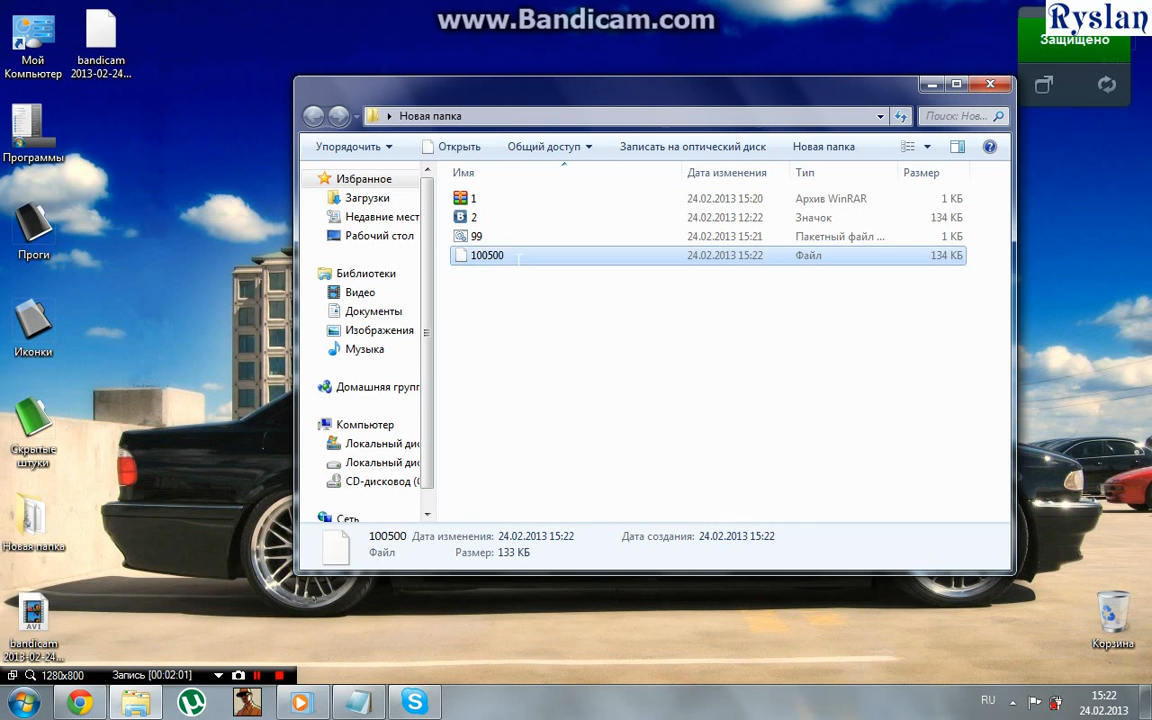 www.Bandicam.com
Ryslan
Защищено
Мой Компьютер
bandicam 2013-02-24...
Программы
Проги
Иконки
Скрытые штуки
Новая папка
bandicam 2013-02-24...
AVI
Корзина
Новая папка
Поиск: Нов...
Упорядочить
Открыть
Общий доступ
Записать на оптический диск
Новая папка
Избранное
Загрузки
Недавние мест
Рабочий стол
Библиотеки
Видео
Документы
Изображения
Музыка
Домашняя групп
Компьютер
Локальный дис
Локальный дис
CD-дисковод (
Сеть
Имя Дата изменения Тип Размер
1 24.02.2013 15:20 Архив WinRAR 1 КБ
2 24.02.2013 12:22 Значок 134 КБ
99 24.02.2013 15:21 Пакетный файл ... 1 КБ
100500 24.02.2013 15:22 Файл 134 КБ
100500 Дата изменения: 24.02.2013 15:22 Дата создания: 24.02.2013 15:22
Файл Размер: 133 КБ
1280x800 Запись [00:02:01]
RU
15:22
24.02.2013